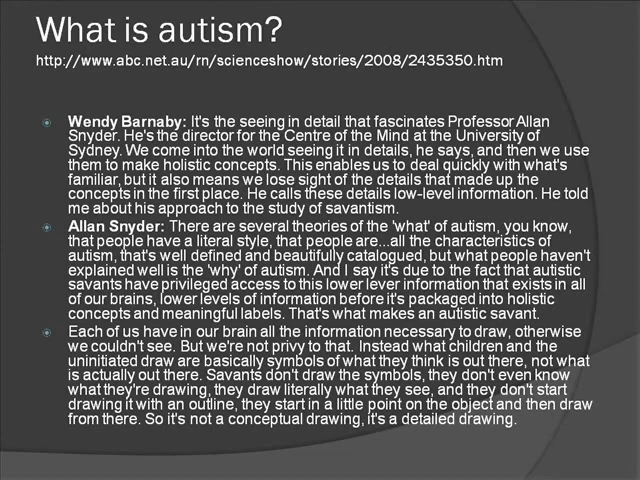 What is autism?
http://www.abc.net.au/rn/scienceshow/stories/2008/2435350.htm
Wendy Barnaby: It's the seeing in detail that fascinates Professor Allan
Snyder. He's the director for the Centre of the Mind at the University of
Sydney. We come into the world seeing it in details, he says, and then we use
them to make holistic concepts. This enables us to deal quickly with what's
familiar, but it also means we lose sight of the details that made up the
concepts in the first place. He calls these details low-level information. He told
me about his approach to the study of savantism.
Allan Snyder: There are several theories of the 'what' of autism, you know,
that people have a literal style, that people are...all the characteristics of
autism, that's well defined and beautifully catalogued, but what people haven't
explained well is the 'why' of autism. And I say it's due to the fact that autistic
savants have privileged access to this lower lever information that exists in all
of our brains, lower levels of information before it's packaged into holistic
concepts and meaningful labels. That's what makes an autistic savant.
Each of us have in our brain all the information necessary to draw, otherwise
we couldn't see. But we're not privy to that. Instead what children and the
uninitiated draw are basically symbols of what they think is out there, not what
is actually out there. Savants don't draw the symbols, they don't even know
what they're drawing, they draw literally what they see, and they don't start
drawing it with an outline, they start in a little point on the object and then draw
from there. So it's not a conceptual drawing, it's a detailed drawing.